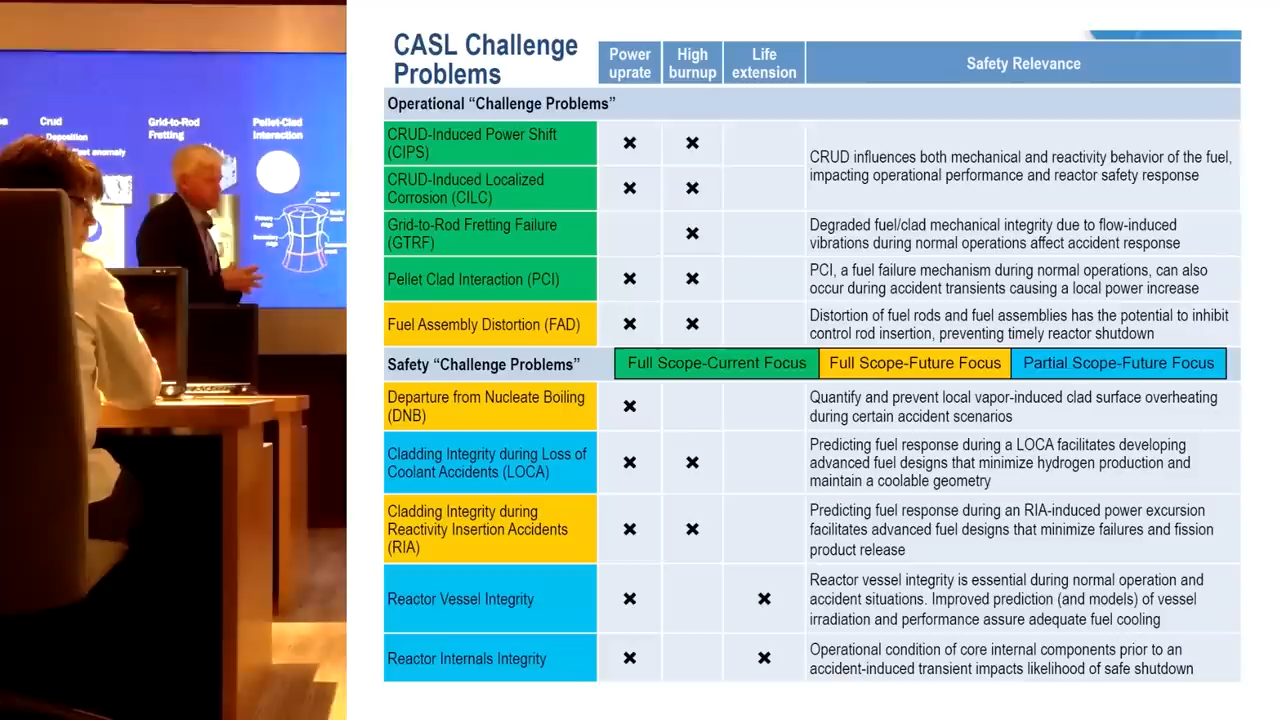 Crud
Deposition
anomaly
Grid-to-Rod
Fretting
Pellet-Clad
Interaction
CASL Challenge
Problems
Power
uprate
High
burnup
Life
extension
Safety Relevance
Operational “Challenge Problems”
CRUD-Induced Power Shift
(CIPS)
✖ ✖
CRUD influences both mechanical and reactivity behavior of the fuel,
impacting operational performance and reactor safety response
CRUD-Induced Localized
Corrosion (CILC)
✖ ✖
Grid-to-Rod Fretting Failure
(GTRF)
✖
Degraded fuel/clad mechanical integrity due to flow-induced
vibrations during normal operations affect accident response
Pellet Clad Interaction (PCI)
✖ ✖
PCI, a fuel failure mechanism during normal operations, can also
occur during accident transients causing a local power increase
Fuel Assembly Distortion (FAD)
✖ ✖
Distortion of fuel rods and fuel assemblies has the potential to inhibit
control rod insertion, preventing timely reactor shutdown
Safety “Challenge Problems”
Full Scope-Current Focus
Full Scope-Future Focus
Partial Scope-Future Focus
Departure from Nucleate Boiling
(DNB)
✖
Quantify and prevent local vapor-induced clad surface overheating
during certain accident scenarios
Cladding Integrity during Loss of
Coolant Accidents (LOCA)
✖ ✖
Predicting fuel response during a LOCA facilitates developing
advanced fuel designs that minimize hydrogen production and
maintain a coolable geometry
Cladding Integrity during
Reactivity Insertion Accidents
(RIA)
✖ ✖
Predicting fuel response during an RIA-induced power excursion
facilitates advanced fuel designs that minimize failures and fission
product release
Reactor Vessel Integrity
✖ ✖
Reactor vessel integrity is essential during normal operation and
accident situations. Improved prediction (and models) of vessel
irradiation and performance assure adequate fuel cooling
Reactor Internals Integrity
✖ ✖
Operational condition of core internal components prior to an
accident-induced transient impacts likelihood of safe shutdown